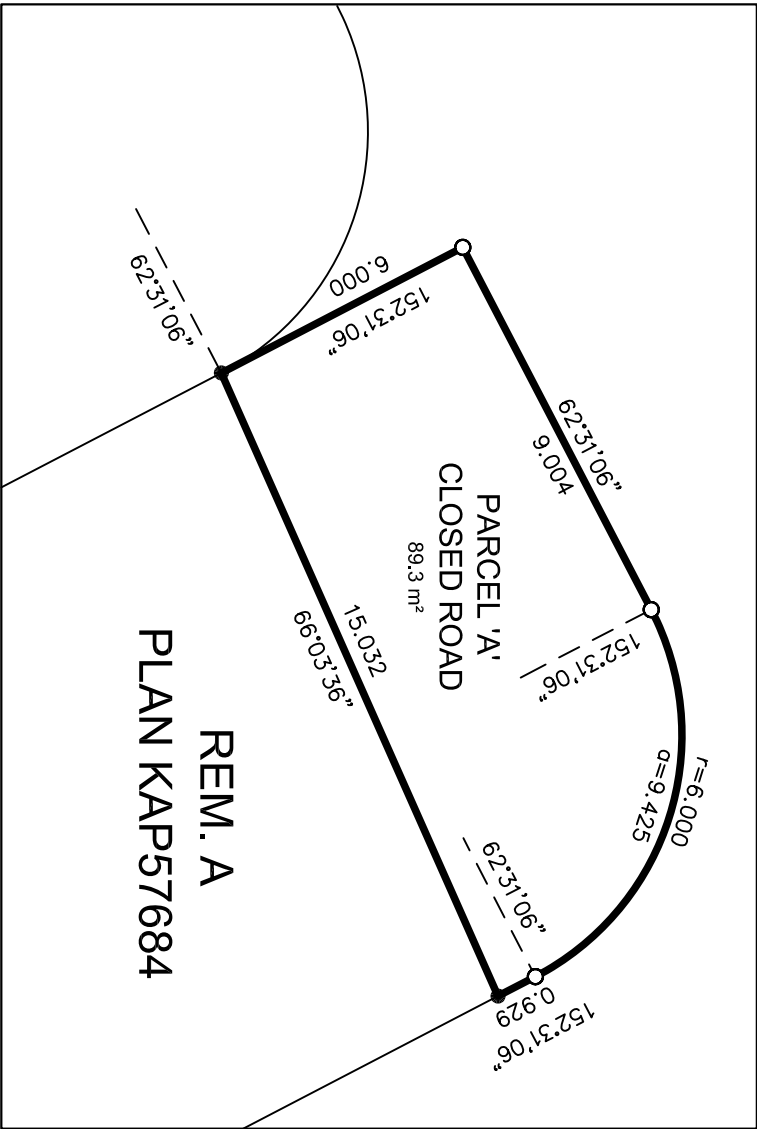 62°31'06"
6.000
152°31'06"
62°31'06"
9.004
PARCEL 'A'
CLOSED ROAD
89.3 m²
152°31'06"
r=6.000
a=9.425
15.032
66°03'36"
62°31'06"
0.929
152°31'06"
REM. A
PLAN KAP57684